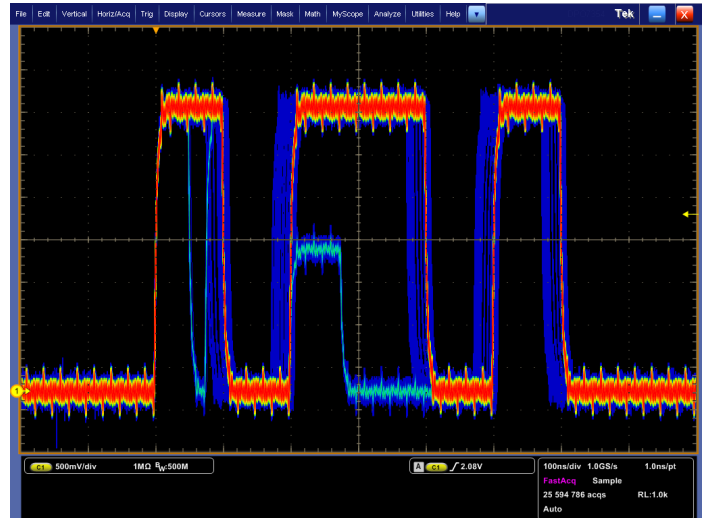 File Edit Vertical Horiz/Acq Trig Display Cursors Measure Mask Math MyScope Analyze Utilities Help Tek X
1
C1 500mV/div 1MΩ BW:500M
A C1 2.08V
100ns/div 1.0GS/s 1.0ns/pt
EastAcq Sample
25 594 786 acqs RL:1.0k
Auto